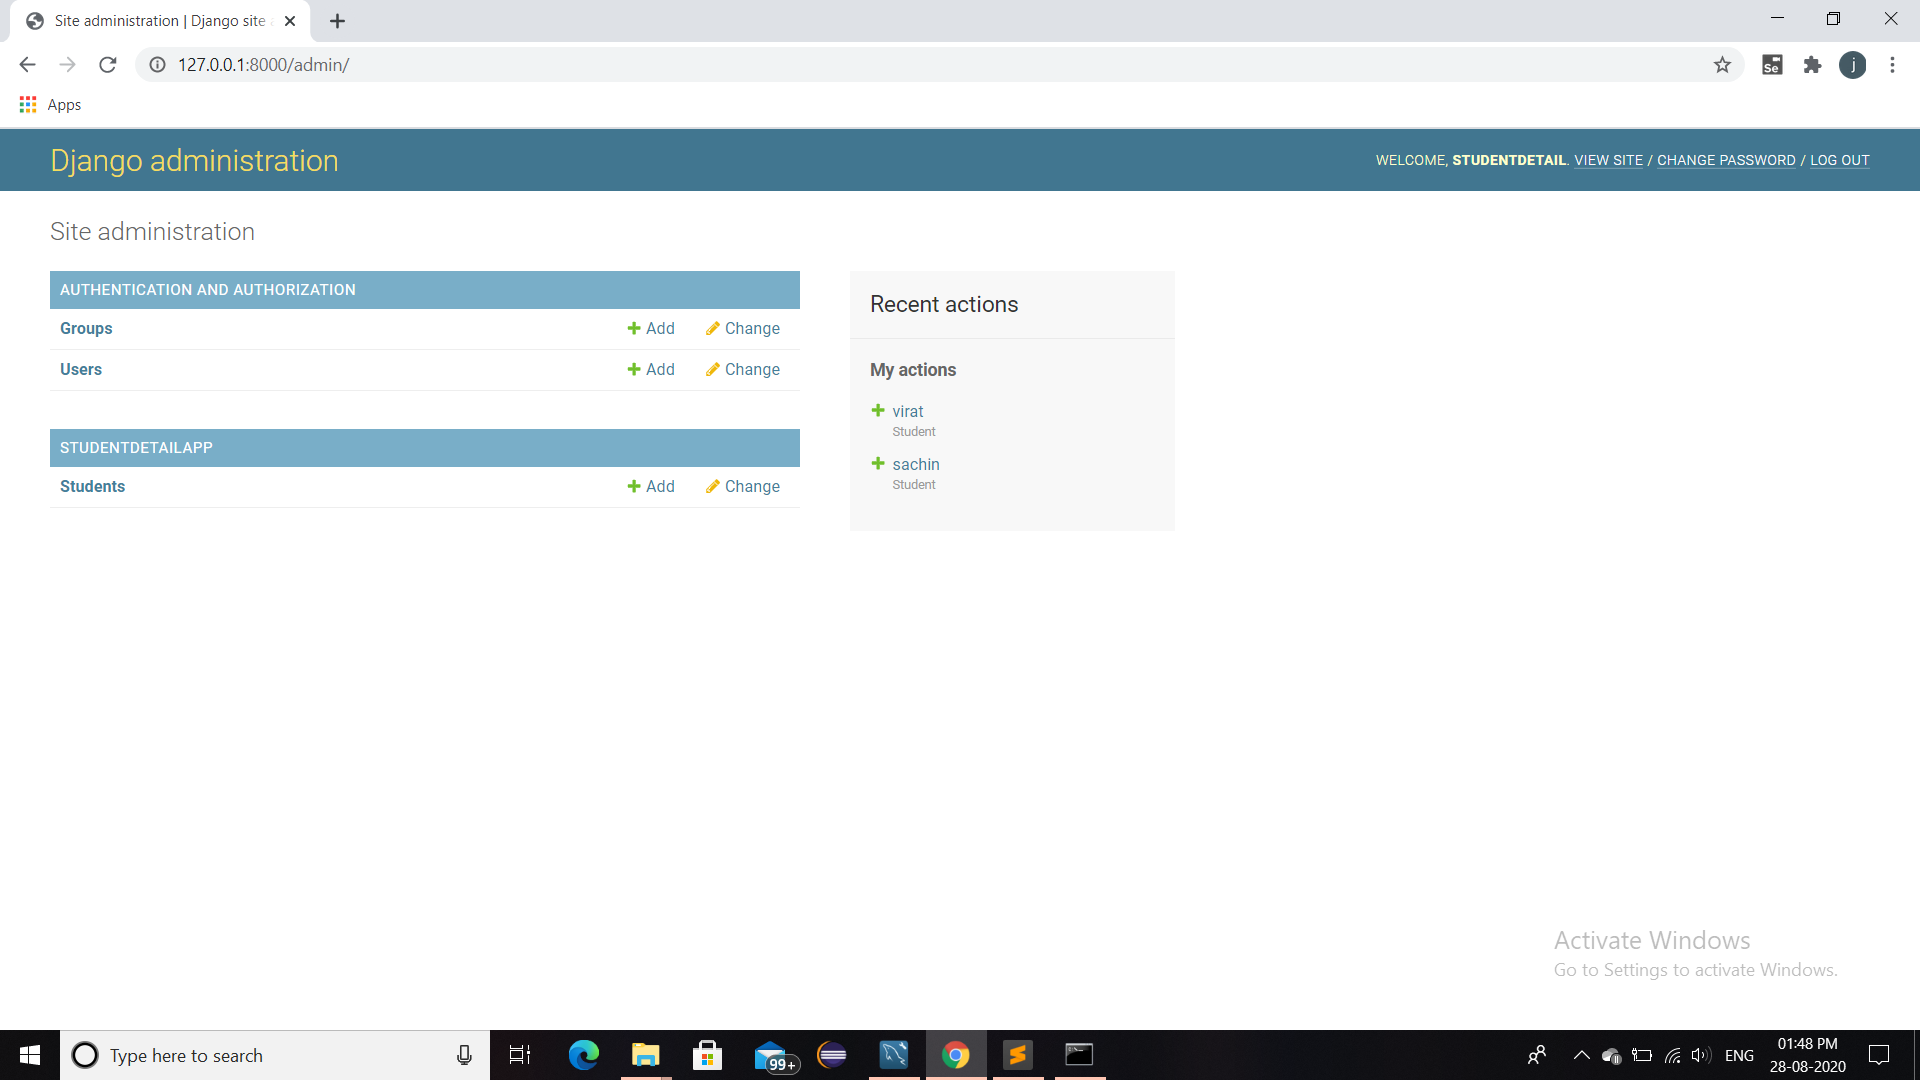 Site administration | Django site a
127.0.0.1:8000/admin/
Se
j
Apps
Django administration
WELCOME, STUDENTDETAIL. VIEW SITE / CHANGE PASSWORD / LOG OUT
Site administration
AUTHENTICATION AND AUTHORIZATION
Groups Add Change
Users Add Change
STUDENTDETAILAPP
Students Add Change
Recent actions
My actions
virat
Student
sachin
Student
Activate Windows
Go to Settings to activate Windows.
Type here to search
99+
ENG
01:48 PM
28-08-2020